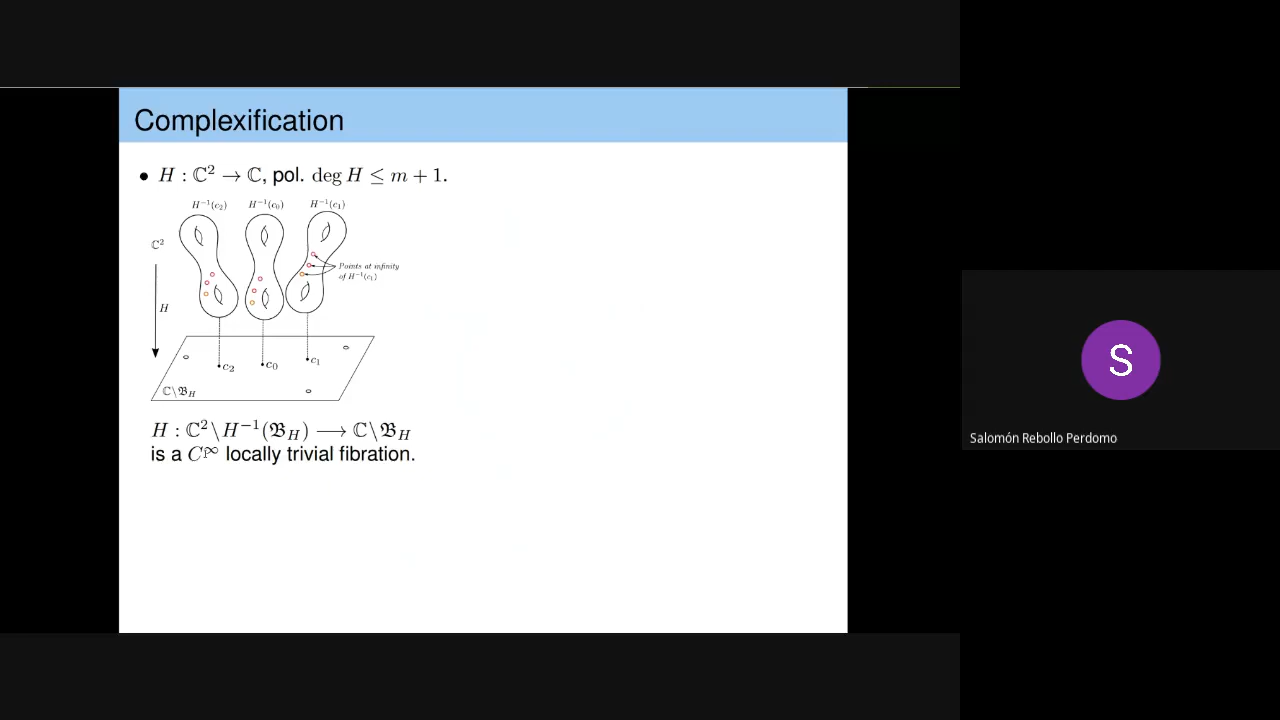 Complexification
• H : ℂ² → ℂ, pol. deg H ≤ m + 1.
H⁻¹(c₂) H⁻¹(c₀) H⁻¹(c₁)
ℂ²
Points at infinity
of H⁻¹(c₁)
H
c₂ c₀ c₁
ℂ\𝔅_H
H : ℂ²\H⁻¹(𝔅_H) ⟶ ℂ\𝔅_H
is a C^∞ locally trivial fibration.
S
Salomón Rebollo Perdomo